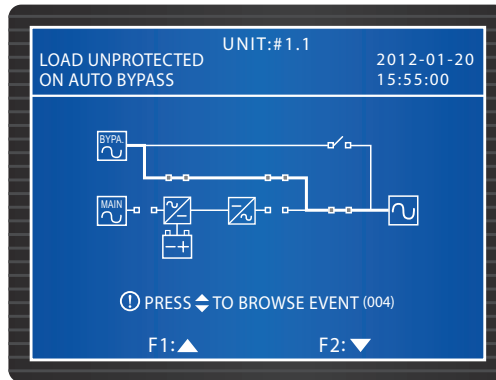 UNIT:#1.1
LOAD UNPROTECTED
ON AUTO BYPASS
2012-01-20
15:55:00
BYPA.
MAIN
! PRESS TO BROWSE EVENT (004)
F1:
F2: